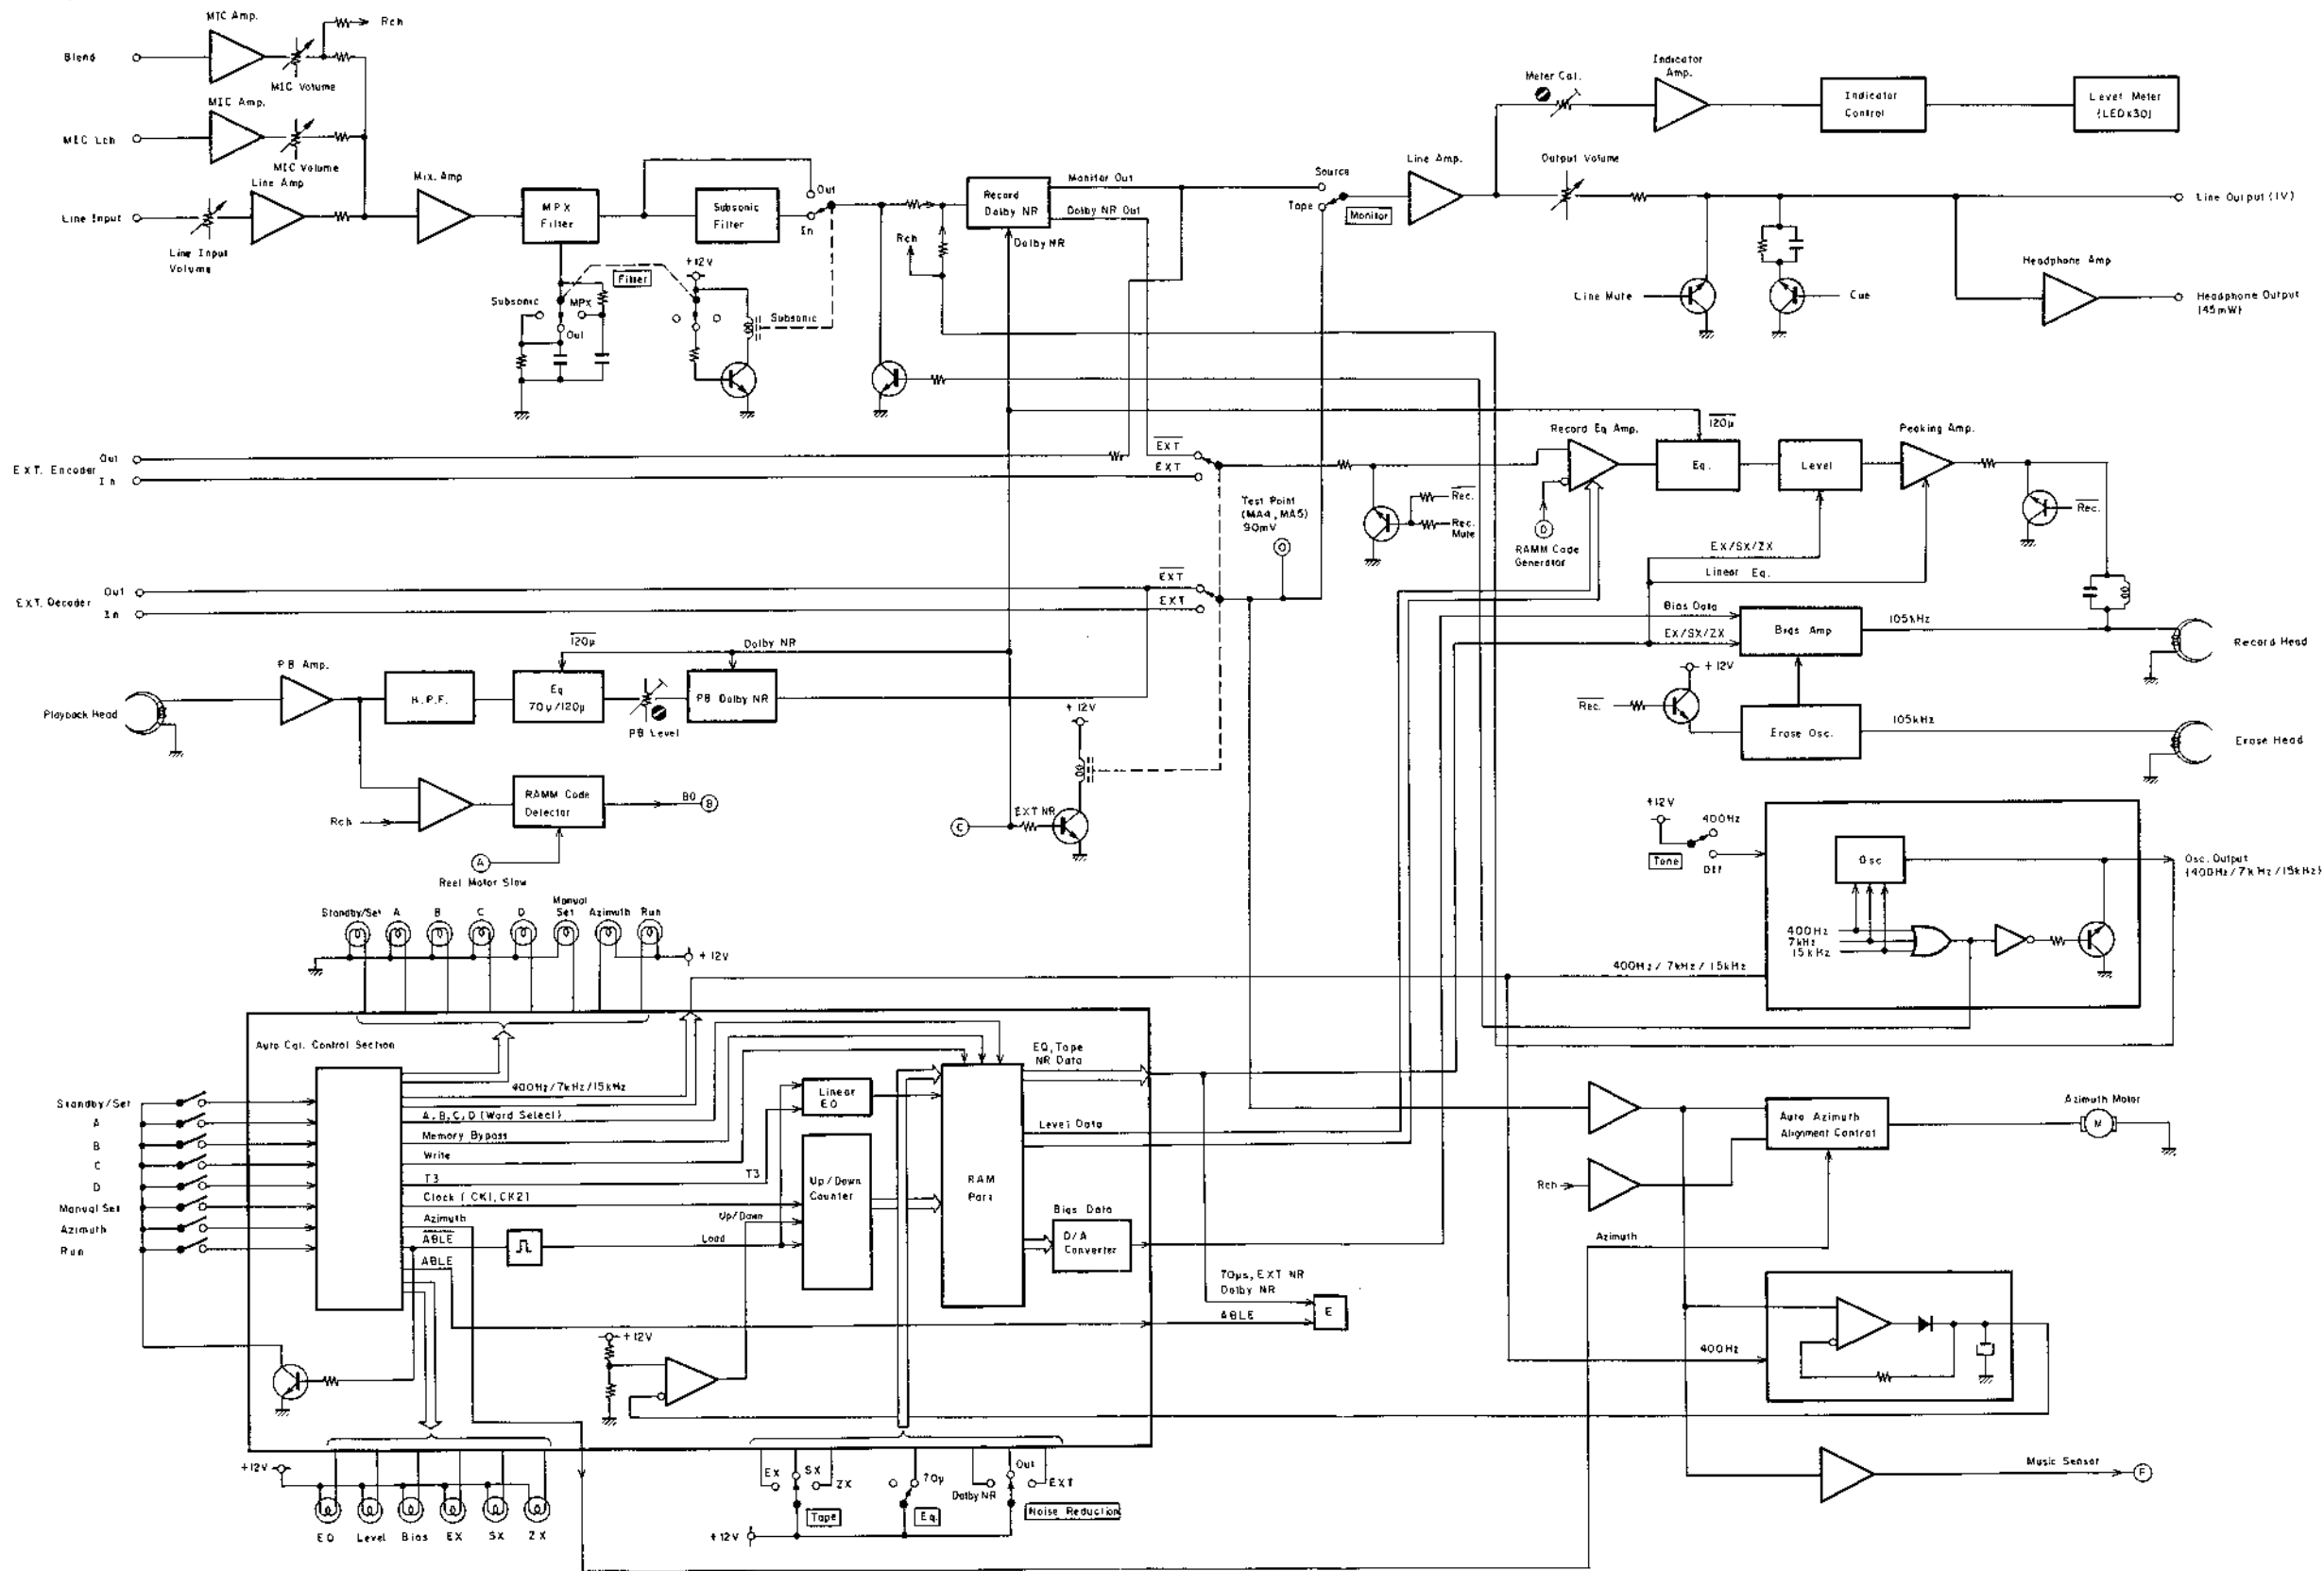 MIC Amp.
Rch
Blend
MIC Volume
MIC Amp.
MIC Lch
MIC Volume
Line Amp
Line Input
Line Input
Volume
Mix. Amp
MPX
Filter
Subsonic
Filter
Out
In
+12V
Filter
Subsonic
MPX
Out
Subsonic
Rch
Record
Dolby NR
Monitor Out
Dolby NR Out
Dolby NR
Source
Tape
Monitor
Line Amp.
Meter Cal.
Indicator
Amp.
Indicator
Control
Level Meter
(LEDx30)
Output Volume
Line Output (1V)
Line Mute
Cue
Headphone Amp
Headphone Output
(45mW)
EXT. Encoder
Out
In
EXT
EXT
Test Point
(MA4, MA5)
90mV
Rec.
Rec.
Mute
Record Eq Amp.
RAMM Code
Generator
D
120μ
Eq.
Level
Peaking Amp.
Rec.
EX/SX/ZX
Linear Eq.
EXT. Decoder
Out
In
EXT
EXT
Bias Data
EX/SX/ZX
Bias Amp
105kHz
Record Head
Rec.
+12V
Erase Osc.
105kHz
Erase Head
Playback Head
PB Amp.
H.P.F.
120μ
Eq
70μ/120μ
PB Level
Dolby NR
PB Dolby NR
+12V
Rch
RAMM Code
Detector
BO
B
A
Reel Motor Slow
C
EXT NR
+12V
400Hz
Tone
Off
Osc
400Hz
7kHz
15kHz
Osc. Output
(400Hz/7kHz/15kHz)
400Hz/7kHz/15kHz
Standby/Set
A
B
C
D
Manual
Set
Azimuth
Run
+12V
Auto Cal. Control Section
Standby/Set
A
B
C
D
Manual Set
Azimuth
Run
400Hz/7kHz/15kHz
A, B, C, D (Word Select)
Memory Bypass
Write
T3
Clock (CK1, CK2)
Azimuth
ABLE
ABLE
T3
Up/Down
Load
Linear
EQ
Up/Down
Counter
RAM
Part
EQ, Tape
NR Data
Level Data
Bias Data
D/A
Converter
70μs, EXT NR
Dolby NR
ABLE
E
+12V
Rch
Auto Azimuth
Alignment Control
Azimuth Motor
M
Azimuth
400Hz
Music Sensor
F
+12V
EQ
Level
Bias
EX
SX
ZX
EX
SX
ZX
Tape
70μ
Eq.
Out
Dolby NR
EXT
Noise Reduction
+12V